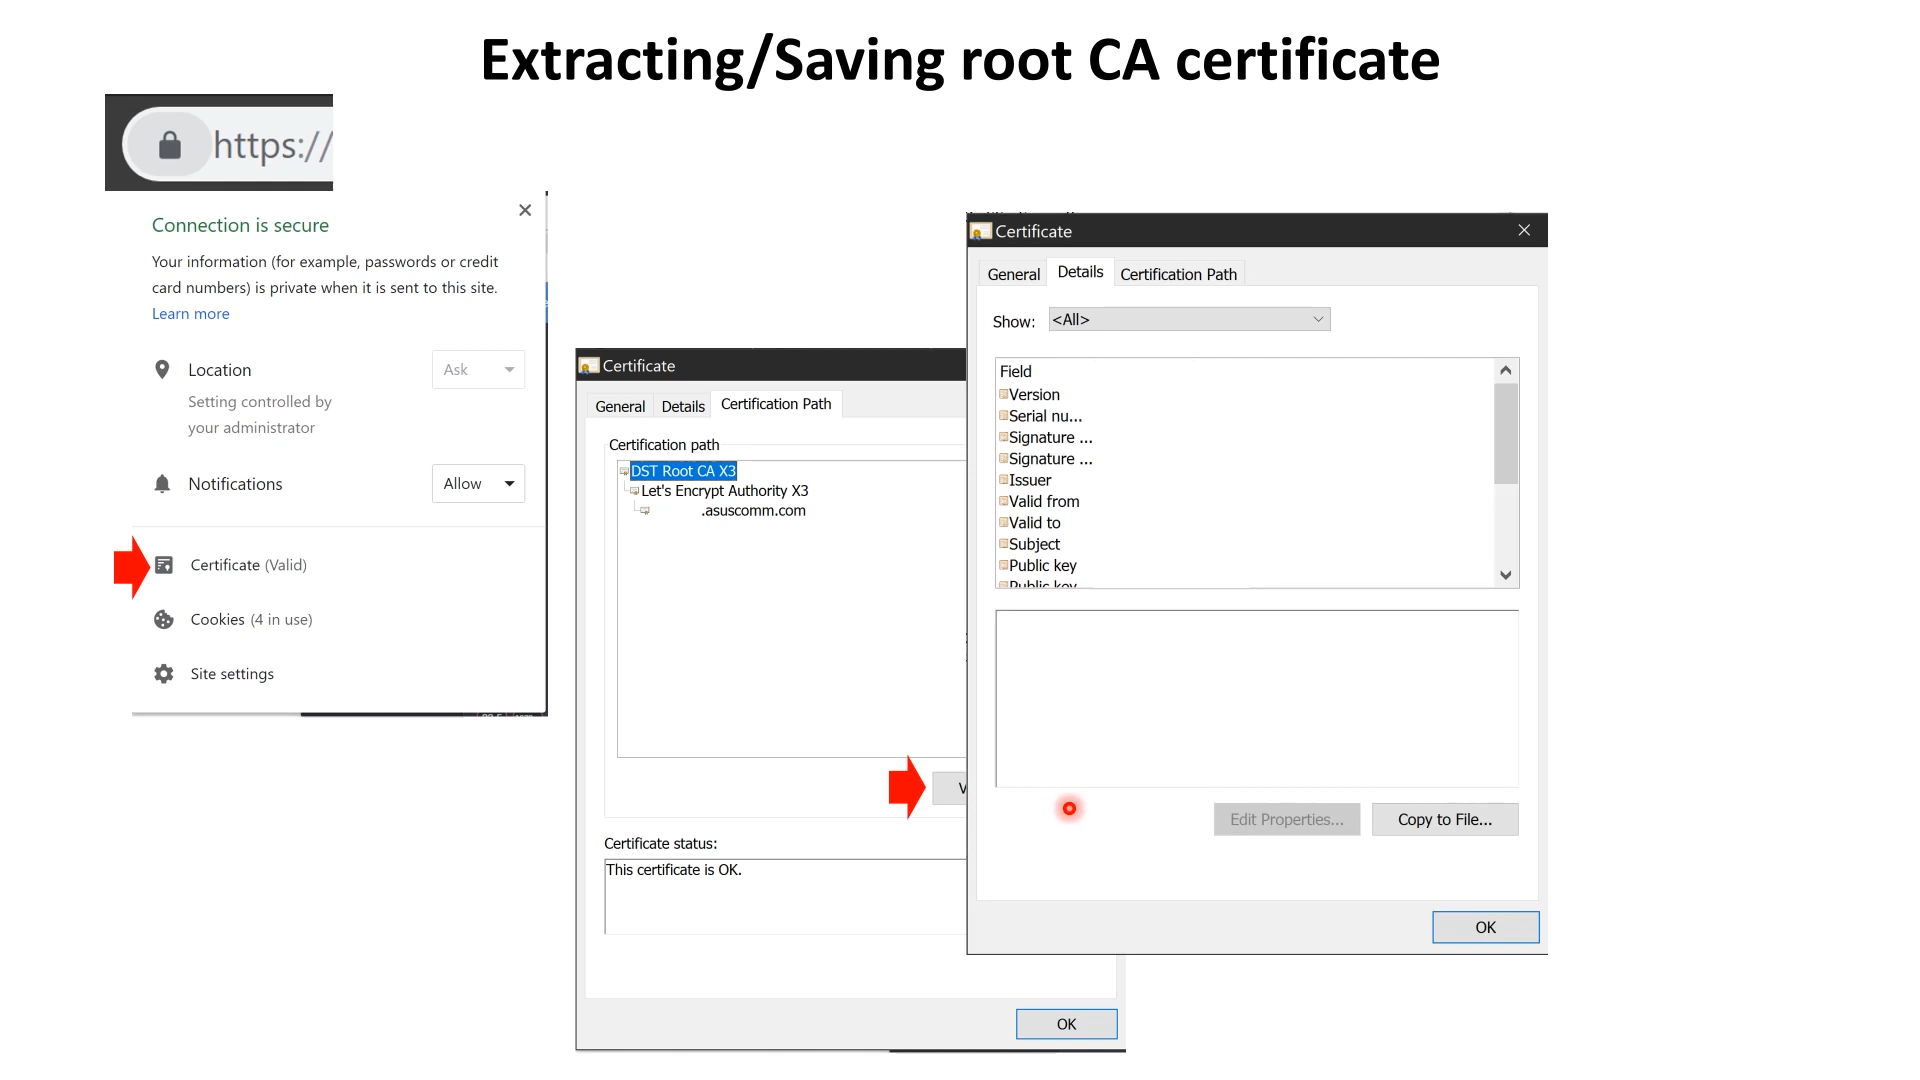 Extracting/Saving root CA certificate
https://
Connection is secure
Your information (for example, passwords or credit
card numbers) is private when it is sent to this site.
Learn more
Location
Ask
Setting controlled by
your administrator
Notifications
Allow
Certificate (Valid)
Cookies (4 in use)
Site settings
Certificate
General Details Certification Path
Certification path
DST Root CA X3
Let's Encrypt Authority X3
.asuscomm.com
V
Certificate status:
This certificate is OK.
OK
Certificate
General Details Certification Path
Show: <All>
Field
Version
Serial nu...
Signature ...
Signature ...
Issuer
Valid from
Valid to
Subject
Public key
Public key
Edit Properties...
Copy to File...
OK